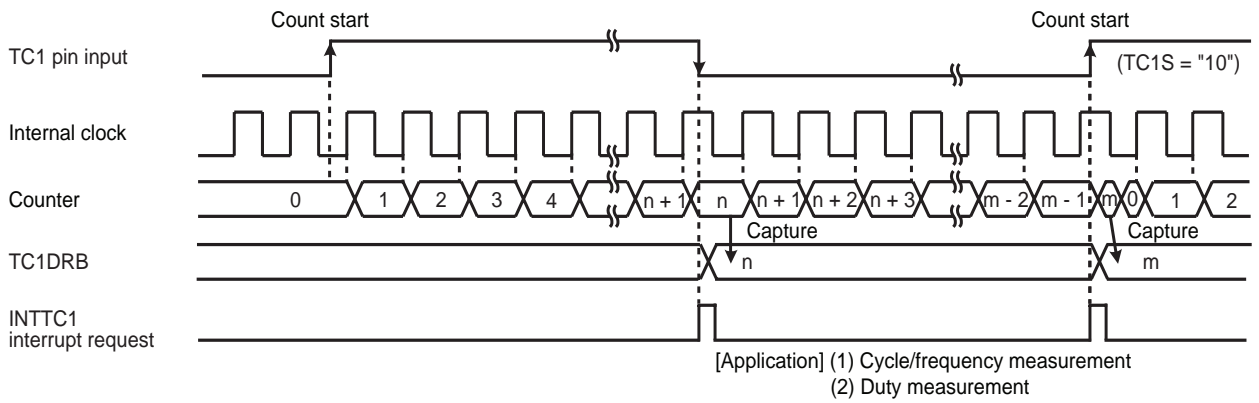 Count start Count start
TC1 pin input
(TC1S = "10")
Internal clock
Counter 0 1 2 3 4 n + 1 n n + 1 n + 2 n + 3 m - 2 m - 1 m 0 1 2
Capture Capture
TC1DRB n m
INTTC1
interrupt request
[Application] (1) Cycle/frequency measurement
(2) Duty measurement